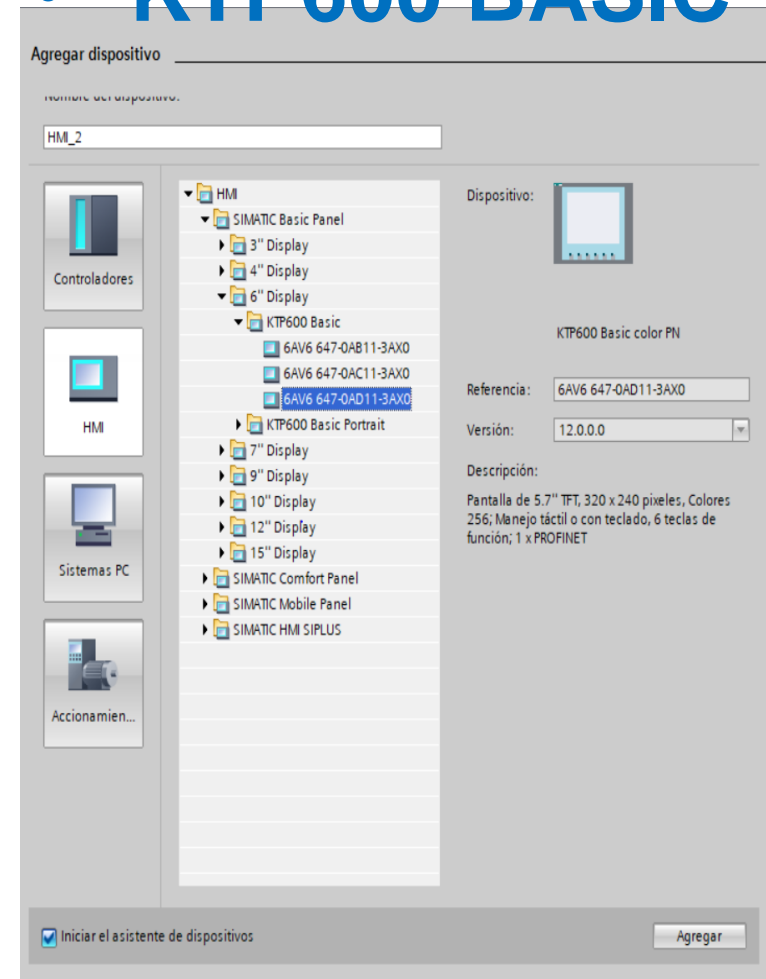 • KTP 600 BASIC
Agregar dispositivo
Nombre del dispositivo:
HMI_2
Controladores
HMI
Sistemas PC
Accionamien...
HMI
SIMATIC Basic Panel
3'' Display
4'' Display
6'' Display
KTP600 Basic
6AV6 647-0AB11-3AX0
6AV6 647-0AC11-3AX0
6AV6 647-0AD11-3AX0
KTP600 Basic Portrait
7'' Display
9'' Display
10'' Display
12'' Display
15'' Display
SIMATIC Comfort Panel
SIMATIC Mobile Panel
SIMATIC HMI SIPLUS
Dispositivo:
KTP600 Basic color PN
Referencia: 6AV6 647-0AD11-3AX0
Versión: 12.0.0.0
Descripción:
Pantalla de 5.7'' TFT, 320 x 240 pixeles, Colores
256; Manejo táctil o con teclado, 6 teclas de
función; 1 x PROFINET
Iniciar el asistente de dispositivos
Agregar